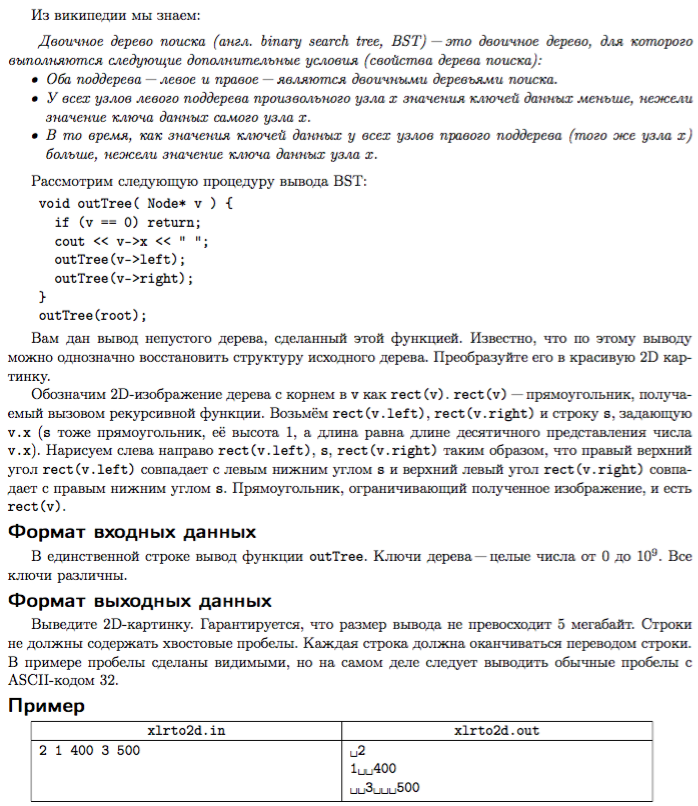 Из википедии мы знаем:
Двоичное дерево поиска (англ. binary search tree, BST) — это двоичное дерево, для которого
выполняются следующие дополнительные условия (свойства дерева поиска):
• Оба поддерева — левое и правое — являются двоичными деревьями поиска.
• У всех узлов левого поддерева произвольного узла x значения ключей данных меньше, нежели
значение ключа данных самого узла x.
• В то время, как значения ключей данных у всех узлов правого поддерева (того же узла x)
больше, нежели значение ключа данных узла x.
Рассмотрим следующую процедуру вывода BST:
void outTree( Node* v ) {
if (v == 0) return;
cout << v->x << " ";
outTree(v->left);
outTree(v->right);
}
outTree(root);
Вам дан вывод непустого дерева, сделанный этой функцией. Известно, что по этому выводу
можно однозначно восстановить структуру исходного дерева. Преобразуйте его в красивую 2D кар-
тинку.
Обозначим 2D-изображение дерева с корнем в v как rect(v). rect(v) — прямоугольник, получа-
емый вызовом рекурсивной функции. Возьмём rect(v.left), rect(v.right) и строку s, задающую
v.x (s тоже прямоугольник, её высота 1, а длина равна длине десятичного представления числа
v.x). Нарисуем слева направо rect(v.left), s, rect(v.right) таким образом, что правый верхний
угол rect(v.left) совпадает с левым нижним углом s и верхний левый угол rect(v.right) совпа-
дает с правым нижним углом s. Прямоугольник, ограничивающий полученное изображение, и есть
rect(v).
Формат входных данных
В единственной строке вывод функции outTree. Ключи дерева — целые числа от 0 до 10⁹. Все
ключи различны.
Формат выходных данных
Выведите 2D-картинку. Гарантируется, что размер вывода не превосходит 5 мегабайт. Строки
не должны содержать хвостовые пробелы. Каждая строка должна оканчиваться переводом строки.
В примере пробелы сделаны видимыми, но на самом деле следует выводить обычные пробелы с
ASCII-кодом 32.
Пример
xlrto2d.in xlrto2d.out
2 1 400 3 500 ␣2
1␣␣400
␣␣3␣␣␣500